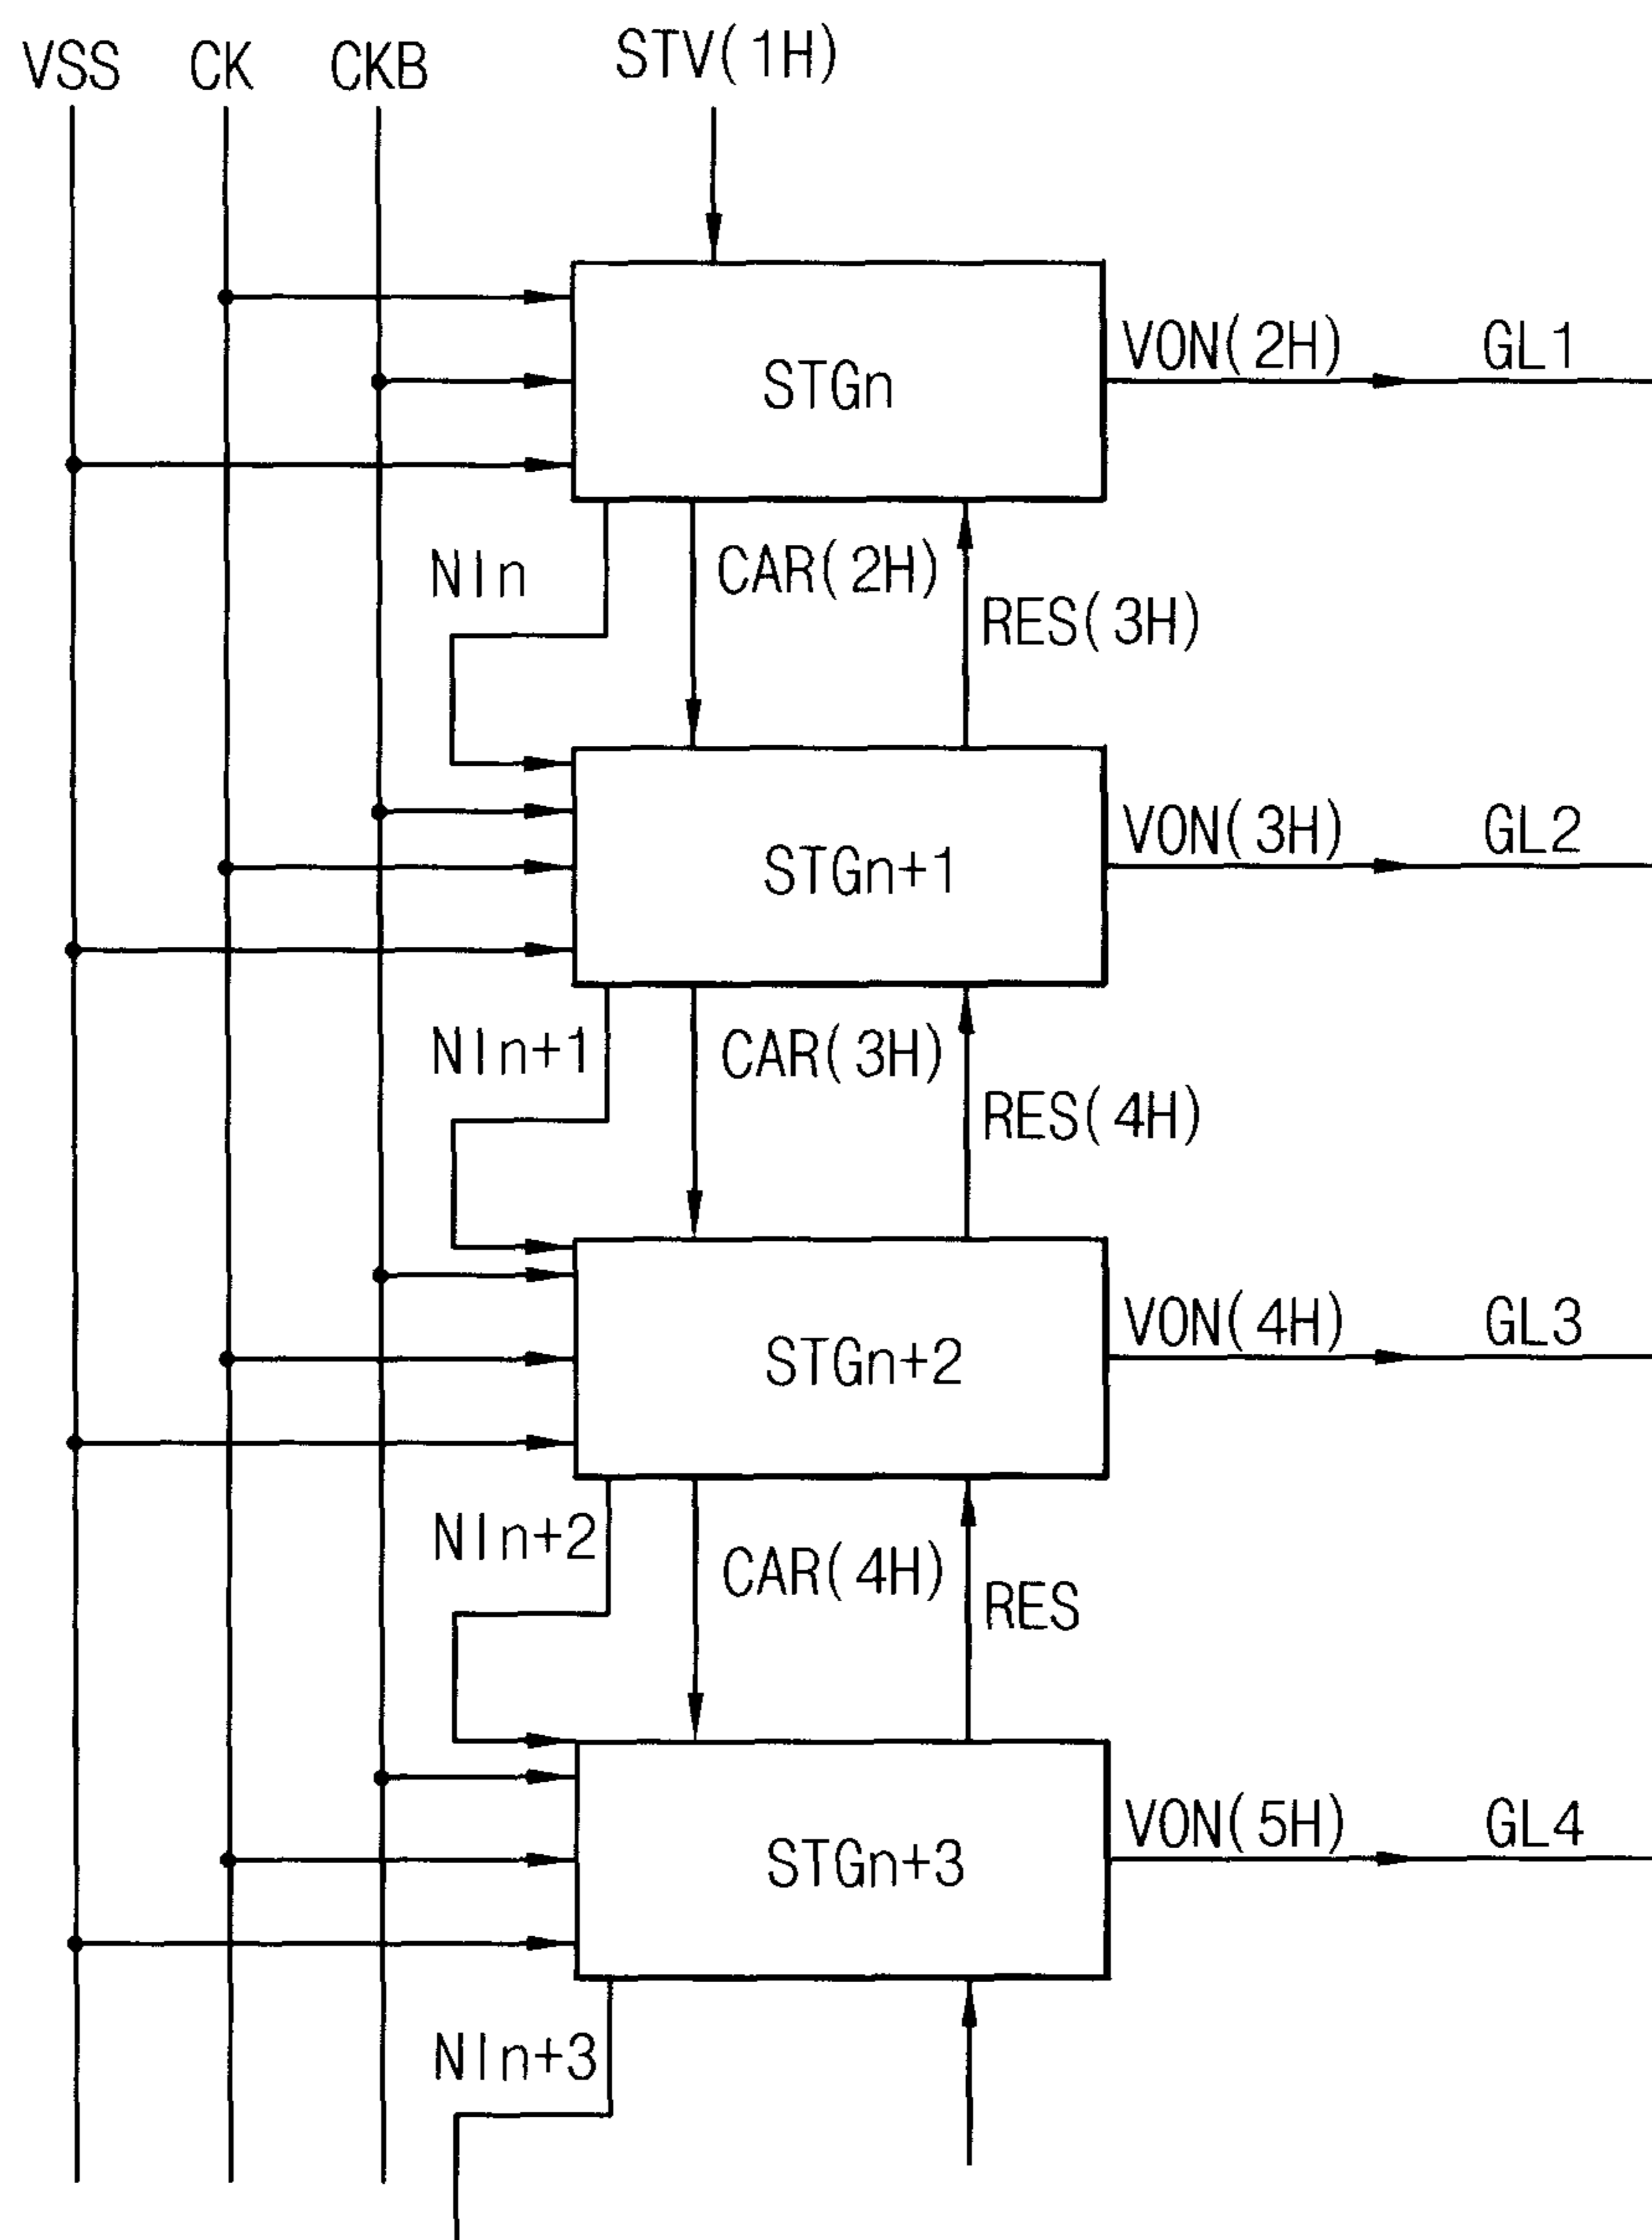 VSS CK CKB STV(1H)
STGn
VON(2H) GL1
NIn CAR(2H) RES(3H)
STGn+1
VON(3H) GL2
NIn+1 CAR(3H) RES(4H)
STGn+2
VON(4H) GL3
NIn+2 CAR(4H) RES
STGn+3
VON(5H) GL4
NIn+3